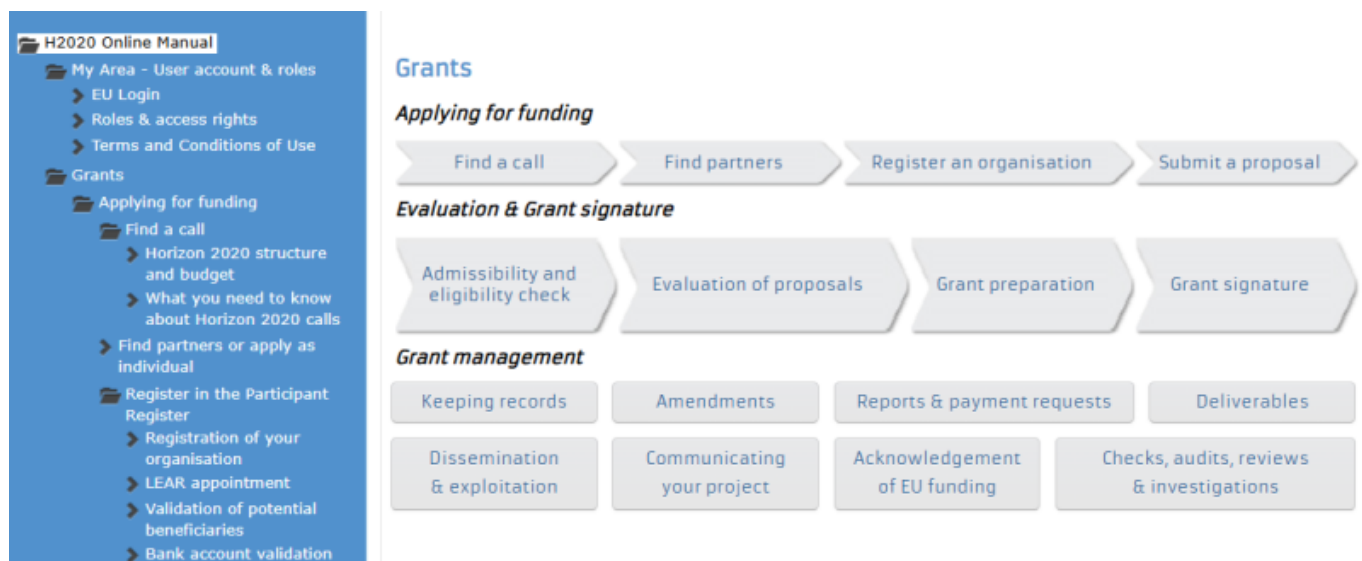 H2020 Online Manual
My Area - User account & roles
EU Login
Roles & access rights
Terms and Conditions of Use
Grants
Applying for funding
Find a call
Horizon 2020 structure
and budget
What you need to know
about Horizon 2020 calls
Find partners or apply as
individual
Register in the Participant
Register
Registration of your
organisation
LEAR appointment
Validation of potential
beneficiaries
Bank account validation
Grants
Applying for funding
Find a call
Find partners
Register an organisation
Submit a proposal
Evaluation & Grant signature
Admissibility and
eligibility check
Evaluation of proposals
Grant preparation
Grant signature
Grant management
Keeping records
Amendments
Reports & payment requests
Deliverables
Dissemination
& exploitation
Communicating
your project
Acknowledgement
of EU funding
Checks, audits, reviews
& investigations